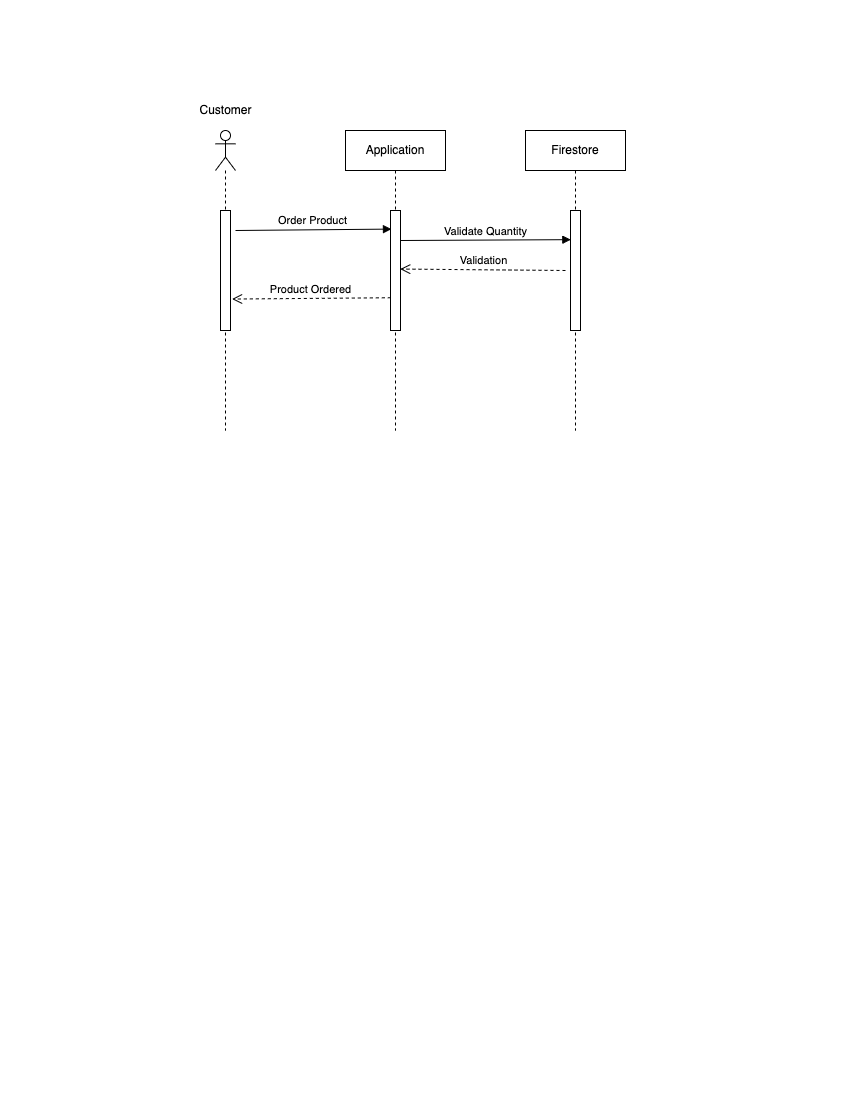 Customer
Application
Firestore
Order Product
Validate Quantity
Validation
Product Ordered